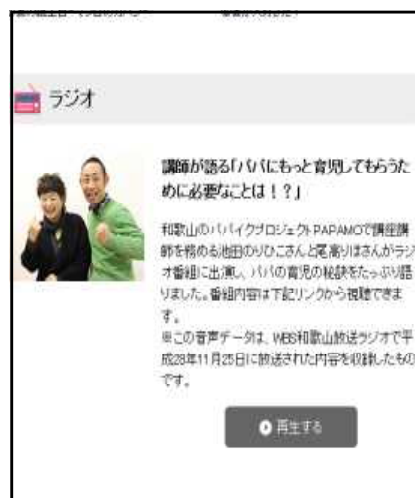 ラジオ
講師が語る「パパにもっと育児してもらうた
めに必要なことは！？」
和歌山のパパイクプロジェクトPAPAMOで講座講
師を務める池田のりひこさんと尾崎りほさんがラジ
オ番組に出演し、パパの育児の秘訣をたっぷり語
りました。番組内容は下記リンクから視聴できま
す。
※この音声データは、WBS和歌山放送ラジオで平
成28年11月25日に放送された内容を収録したもの
です。
再生する